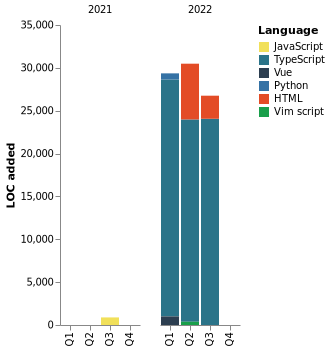 2021
2022
35,000
30,000
25,000
20,000
15,000
10,000
5,000
0
LOC added
Q1
Q2
Q3
Q4
Q1
Q2
Q3
Q4
Language
JavaScript
TypeScript
Vue
Python
HTML
Vim script